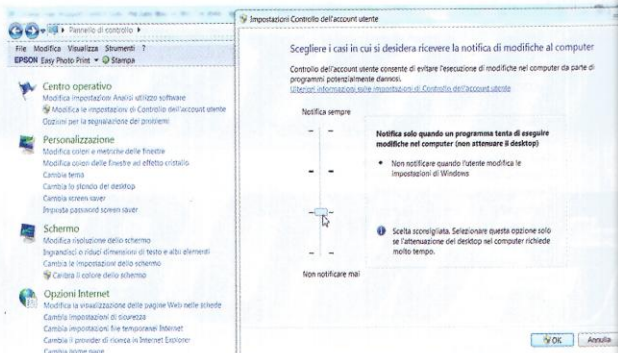 Pannello di controllo
File Modifica Visualizza Strumenti ?
EPSON Easy Photo Print Stampa
Centro operativo
Modifica impostazioni Analisi utilizzo software
Modifica le impostazioni di Controllo dell'account utente
Opzioni per la segnalazione dei problemi
Personalizzazione
Modifica colori e metriche delle finestre
Modifica colori delle finestre ad effetto cristallo
Cambia tema
Cambia lo sfondo del desktop
Cambia screen saver
Imposta password screen saver
Schermo
Modifica risoluzione dello schermo
Ingrandisci o riduci dimensioni di testo e altri elementi
Cambia le impostazioni dello schermo
Calibra il colore dello schermo
Opzioni Internet
Modifica la visualizzazione delle pagine Web nelle schede
Cambia impostazioni di sicurezza
Cambia impostazioni file temporanei Internet
Cambia il provider di ricerca in Internet Explorer
Cambia home page
Impostazioni Controllo dell'account utente
Scegliere i casi in cui si desidera ricevere la notifica di modifiche al computer
Controllo dell'account utente consente di evitare l'esecuzione di modifiche nel computer da parte di
programmi potenzialmente dannosi.
Ulteriori informazioni sulle impostazioni di Controllo dell'account utente
Notifica sempre
Notifica solo quando un programma tenta di eseguire
modifiche nel computer (non attenuare il desktop)
• Non notificare quando l'utente modifica le
impostazioni di Windows
Scelta sconsigliata. Selezionare questa opzione solo
se l'attenuazione del desktop nel computer richiede
molto tempo.
Non notificare mai
OK Annulla